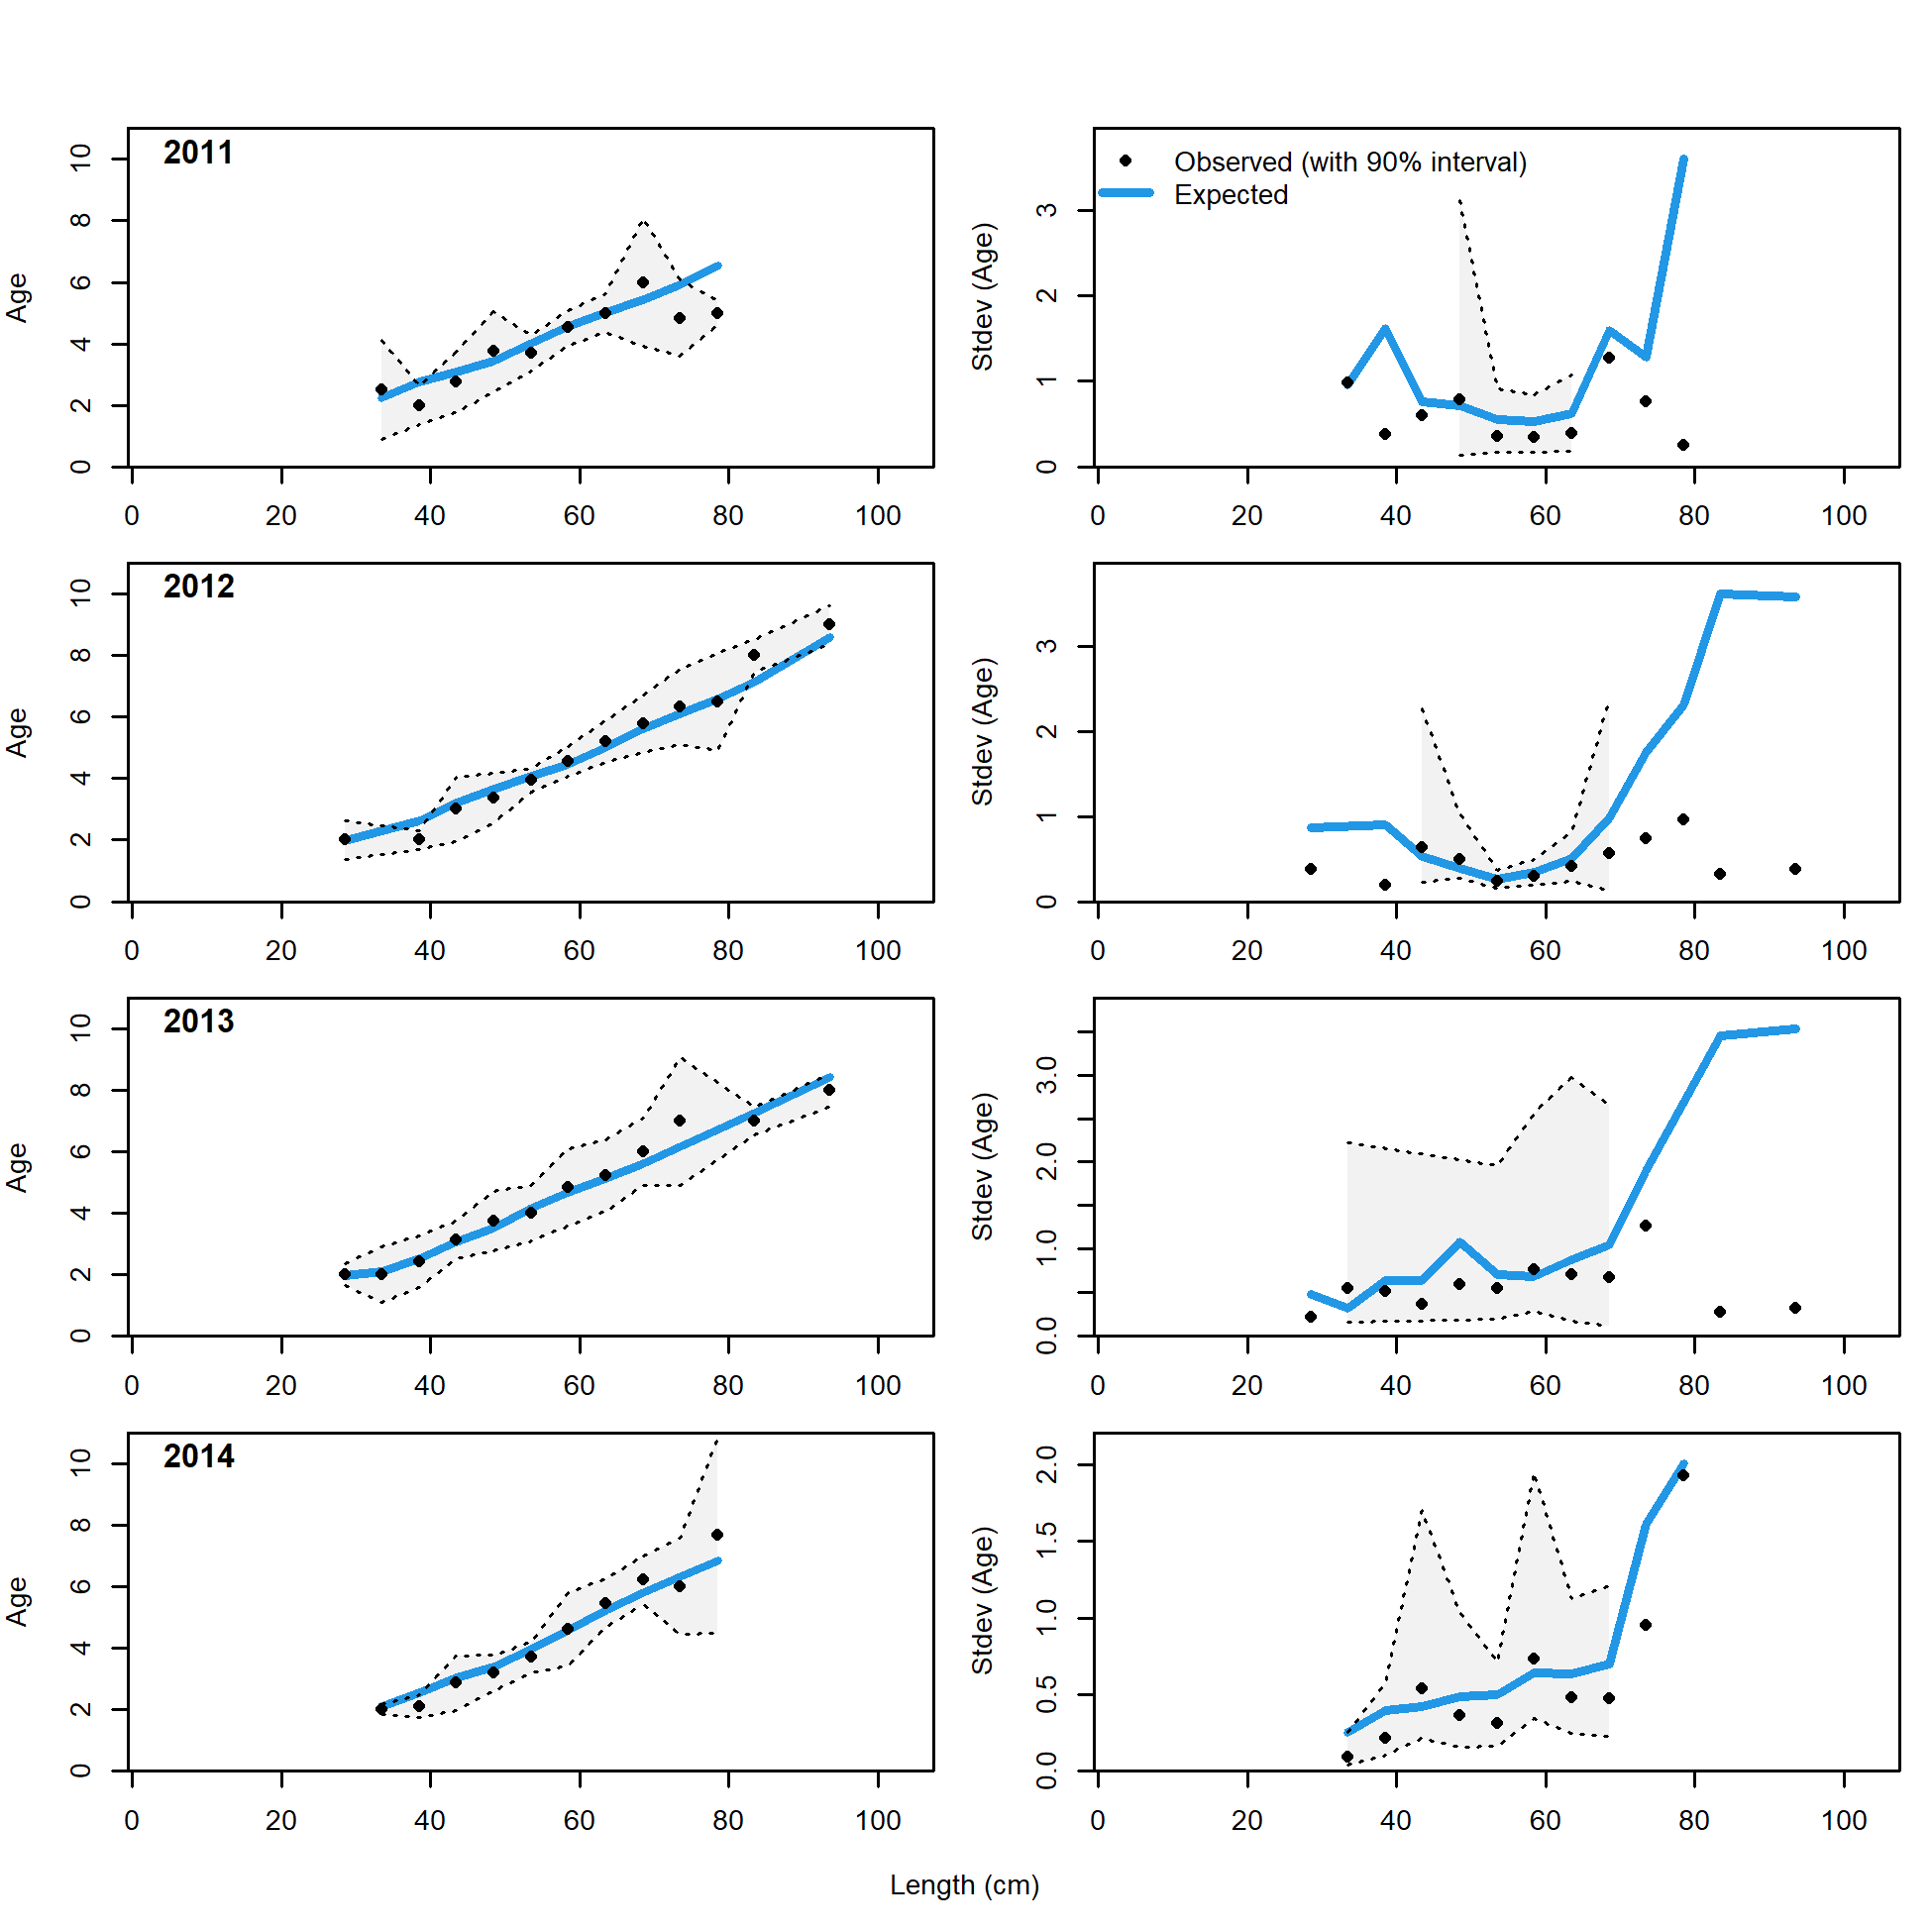 2011
Age
0 2 4 6 8 10
0 20 40 60 80 100
Observed (with 90% interval)
Expected
Stdev (Age)
0 1 2 3
0 20 40 60 80 100
2012
Age
0 2 4 6 8 10
0 20 40 60 80 100
Stdev (Age)
0 1 2 3
0 20 40 60 80 100
2013
Age
0 2 4 6 8 10
0 20 40 60 80 100
Stdev (Age)
0.0 1.0 2.0 3.0
0 20 40 60 80 100
2014
Age
0 2 4 6 8 10
0 20 40 60 80 100
Stdev (Age)
0.0 0.5 1.0 1.5 2.0
0 20 40 60 80 100
Length (cm)